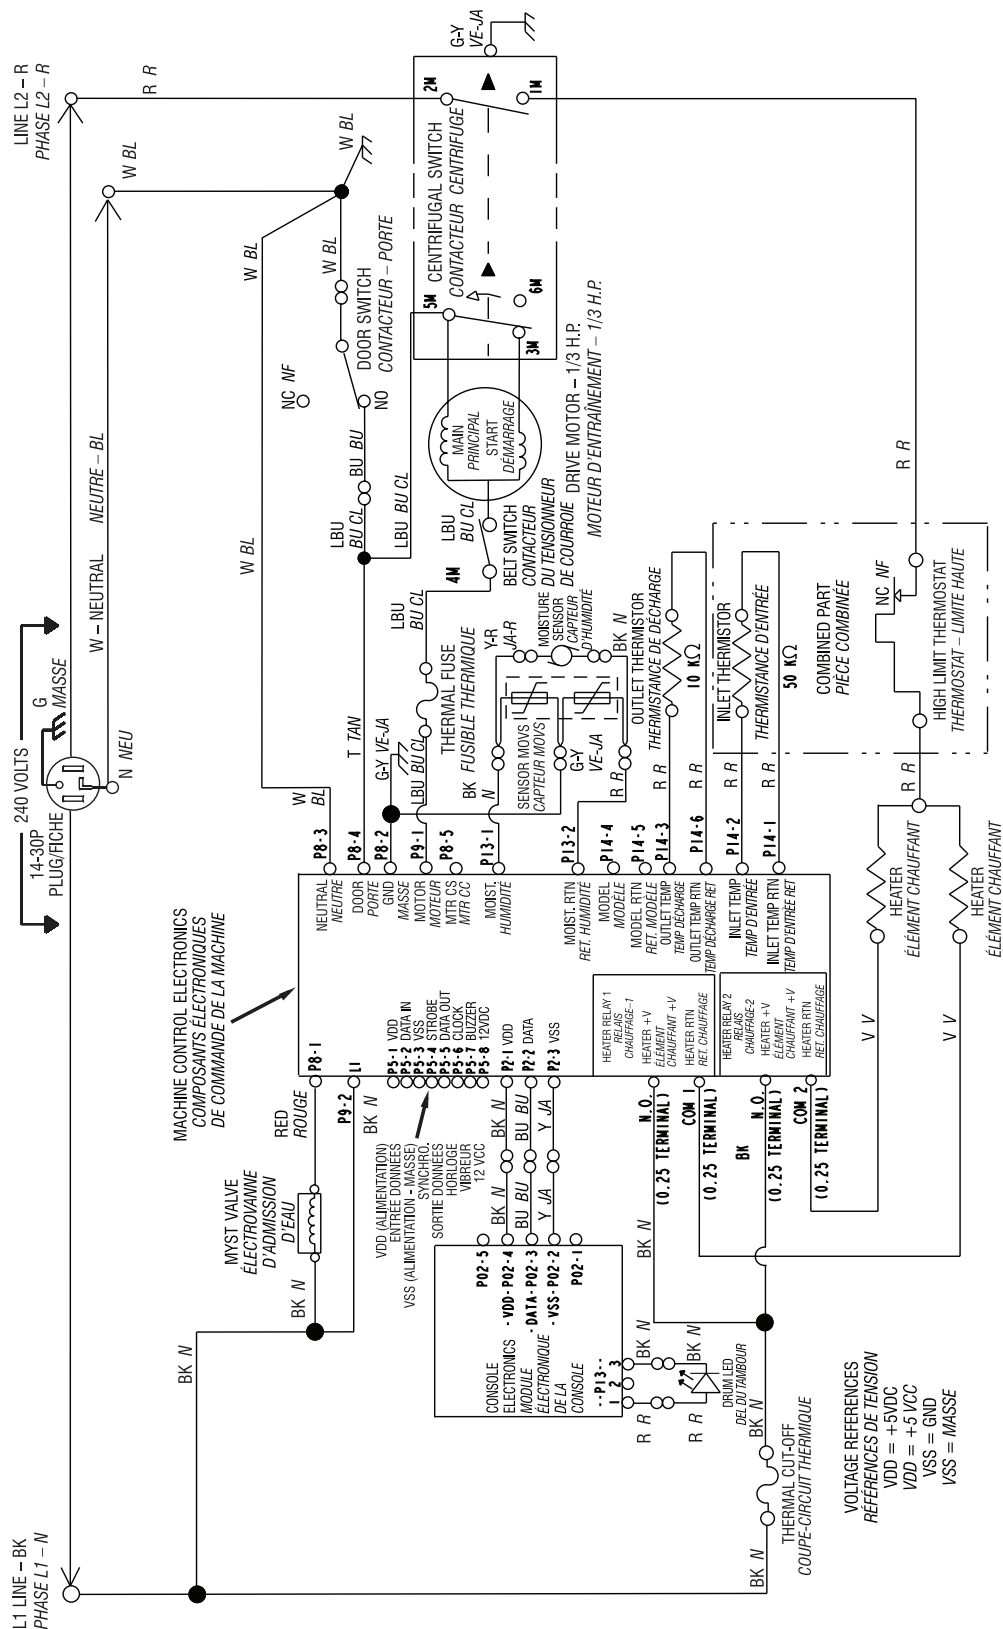 L1 LINE – BK
PHASE L1 – N
14-30P
PLUG/FICHE
240 VOLTS
G
MASSE
N NEU
W – NEUTRAL
NEUTRE – BL
LINE L2 – R
PHASE L2 – R
W BL
R R
W BL
W BL
W BL
W BL
BK N
MACHINE CONTROL ELECTRONICS
COMPOSANTS ÉLECTRONIQUES
DE COMMANDE DE LA MACHINE
MYST VALVE
ÉLECTROVANNE
D'ADMISSION
D'EAU
BK N
RED
ROUGE
P8-1
P9-2
L1
BK N
NEUTRAL
NEUTRE
P8-3
W
BL
DOOR
PORTE
P8-4
T TAN
GND
MASSE
P8-2
G-Y VE-JA
MOTOR
MOTEUR
P9-1
LBU BU CL
MTR CS
MTR CC
P8-5
MOIST.
HUMIDITÉ
P13-1
BK
N
MOIST. RTN
RET. HUMIDITÉ
P13-2
R R
MODEL
MODÈLE
P14-4
MODEL RTN
RET. MODÈLE
P14-5
OUTLET TEMP
TEMP DÉCHARGE
P14-3
R R
OUTLET TEMP RTN
TEMP DÉCHARGE RET
P14-6
R R
INLET TEMP
TEMP D'ENTRÉE
P14-2
R R
INLET TEMP RTN
TEMP D'ENTRÉE RET
P14-1
R R
LBU
BU CL
BU BU
NC NF
NO
DOOR SWITCH
CONTACTEUR – PORTE
LBU BU CL
THERMAL FUSE
FUSIBLE THERMIQUE
LBU
BU CL
4M
LBU
BU CL
BELT SWITCH
CONTACTEUR
DU TENSIONNEUR
DE COURROIE
MAIN
PRINCIPAL
START
DÉMARRAGE
DRIVE MOTOR – 1/3 H.P.
MOTEUR D'ENTRAÎNEMENT – 1/3 H.P.
5M
3M
6M
2M
1M
CENTRIFUGAL SWITCH
CONTACTEUR CENTRIFUGE
G-Y
VE-JA
SENSOR MOVS
CAPTEUR MOVS
G-Y
VE-JA
Y-R
JA-R
MOISTURE
SENSOR
CAPTEUR
D'HUMIDITÉ
BK N
OUTLET THERMISTOR
THERMISTANCE DE DÉCHARGE
10 KΩ
INLET THERMISTOR
THERMISTANCE D'ENTRÉE
50 KΩ
COMBINED PART
PIÈCE COMBINÉE
NC NF
HIGH LIMIT THERMOSTAT
THERMOSTAT – LIMITE HAUTE
R R
R R
HEATER
ÉLÉMENT CHAUFFANT
HEATER
ÉLÉMENT CHAUFFANT
V V
P5-1 VDD
P5-2 DATA IN
P5-3 VSS
P5-4 STROBE
P5-5 DATA OUT
P5-6 CLOCK
P5-7 BUZZER
P5-8 12VDC
VDD (ALIMENTATION)
ENTRÉE DONNÉES
VSS (ALIMENTATION - MASSE)
SYNCHRO.
SORTIE DONNÉES
HORLOGE
VIBREUR
12 VCC
P2-1 VDD
P2-2 DATA
P2-3 VSS
BK N
BU BU
Y JA
BK N
BU BU
Y JA
HEATER RELAY 1
RELAIS
CHAUFFAGE-1
HEATER +V
ÉLÉMENT
CHAUFFANT +V
HEATER RTN
RET. CHAUFFAGE
HEATER RELAY 2
RELAIS
CHAUFFAGE-2
HEATER +V
ÉLÉMENT
CHAUFFANT +V
HEATER RTN
RET. CHAUFFAGE
N.O.
(0.25 TERMINAL)
COM 1
(0.25 TERMINAL)
BK
N.O.
(0.25 TERMINAL)
COM 2
(0.25 TERMINAL)
BK N
P02-5
- VDD-P02-4
- DATA-P02-3
- VSS-P02-2
P02-1
CONSOLE
ELECTRONICS
MODULE
ÉLECTRONIQUE
DE LA
CONSOLE
--P13--
1 2 3
R R
BK N
R R
BK N
DRUM LED
DEL DU TAMBOUR
BK N
BK N
THERMAL CUT-OFF
COUPE-CIRCUIT THERMIQUE
VOLTAGE REFERENCES
RÉFÉRENCES DE TENSION
VDD = +5VDC
VDD = +5 VCC
VSS = GND
VSS = MASSE